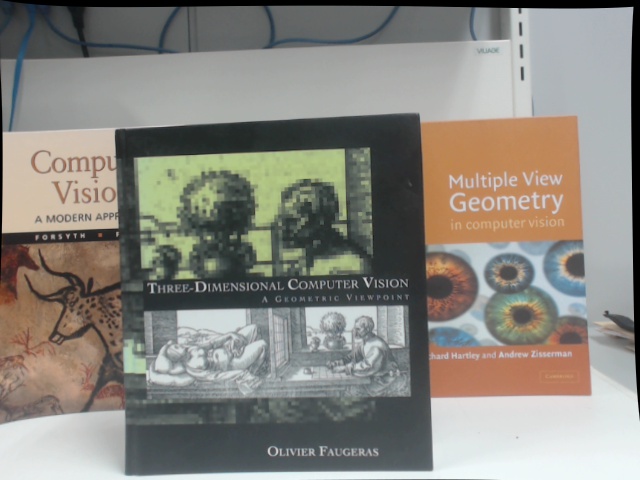 Compu
Visio
A MODERN APPR
FORSYTH
THREE-DIMENSIONAL COMPUTER VISION
A GEOMETRIC VIEWPOINT
OLIVIER FAUGERAS
Multiple View
Geometry
in computer vision
chard Hartley and Andrew Zisserman